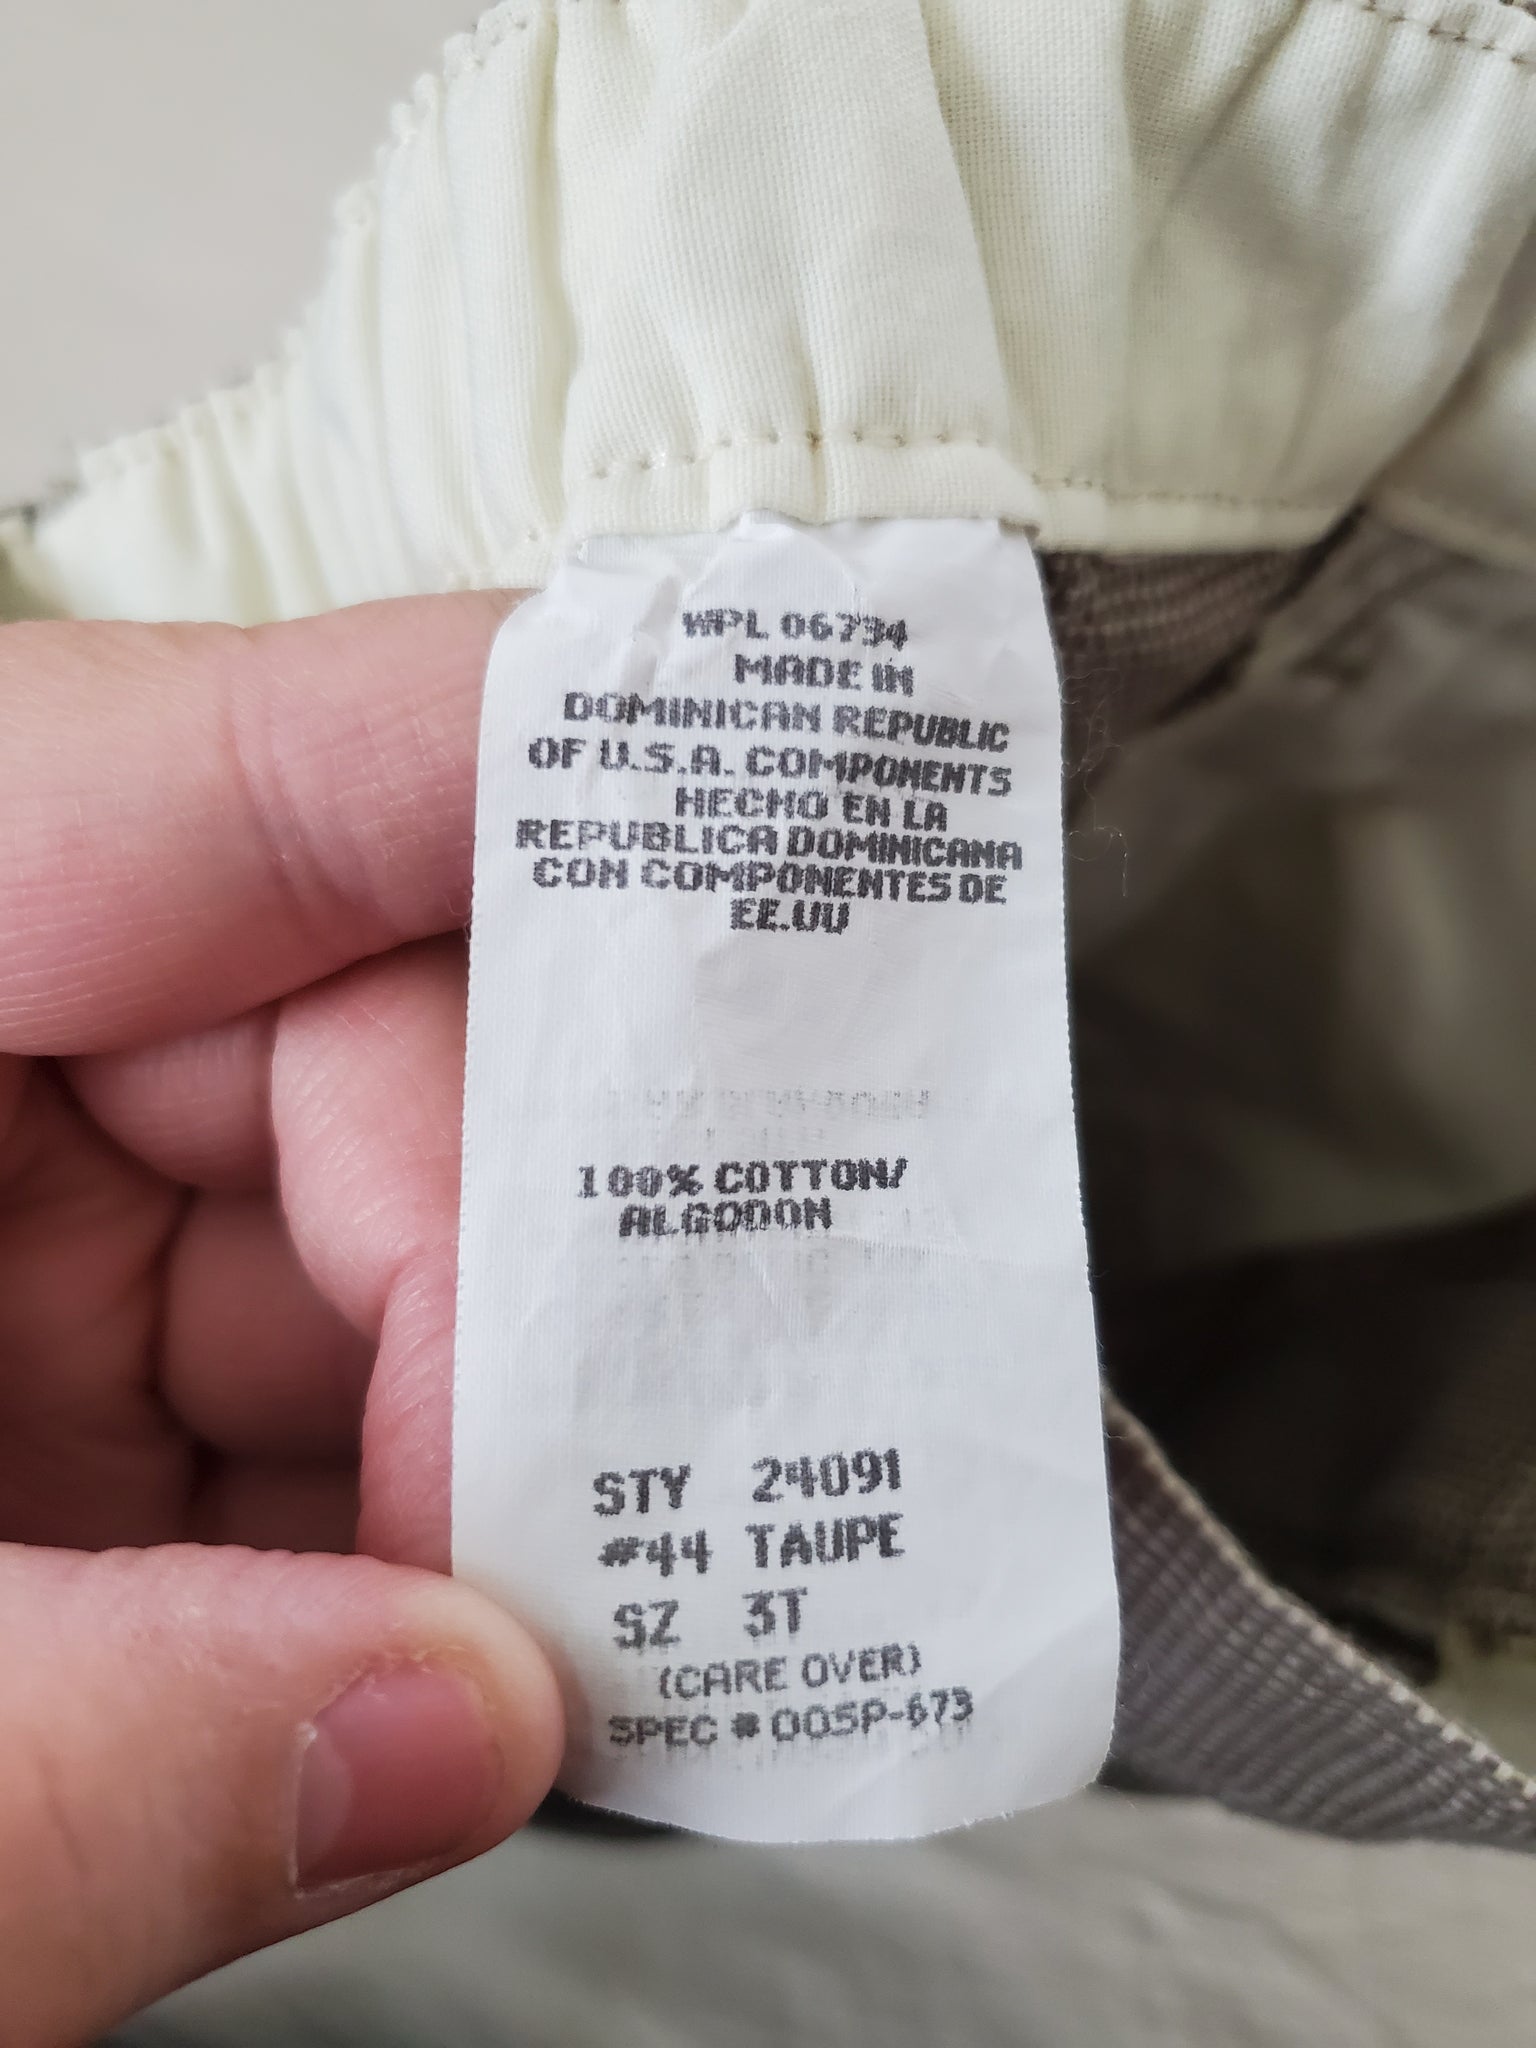 WPL 06734
MADE IN
DOMINICAN REPUBLIC
OF U.S.A. COMPONENTS
HECHO EN LA
REPUBLICA DOMINICANA
CON COMPONENTES DE
EE.UU
100% COTTON/
ALGODON
STY 24091
#44 TAUPE
SZ 3T
(CARE OVER)
SPEC # 005P-673